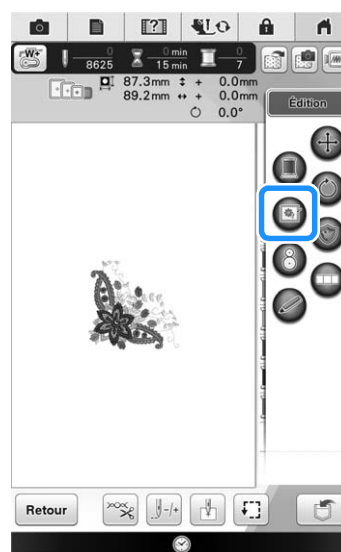 W+
0
8625
0 min
15 min
0
7
87.3mm ↕ + 0.0mm
89.2mm ↔ + 0.0mm
0.0°
Édition
8
Retour
-/+